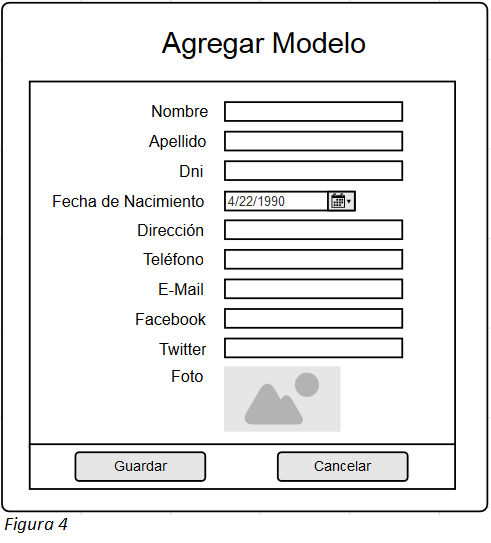 Agregar Modelo
Nombre
Apellido
Dni
Fecha de Nacimiento 4/22/1990
Dirección
Teléfono
E-Mail
Facebook
Twitter
Foto
Guardar Cancelar
Figura 4